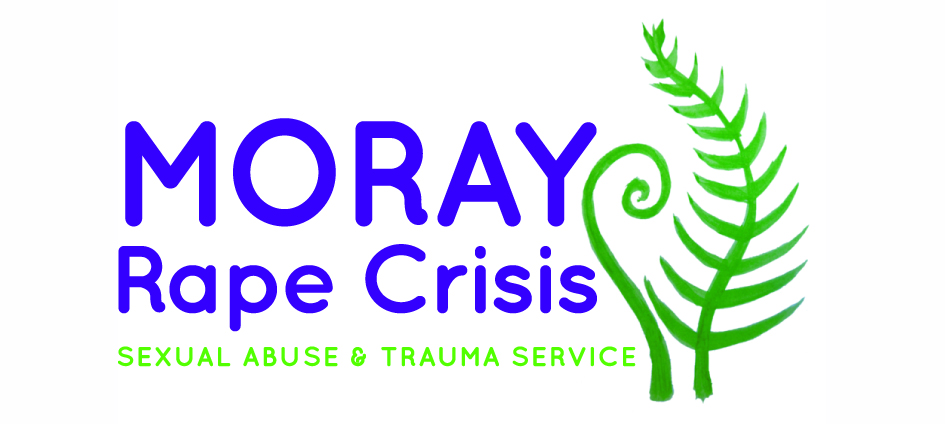 MORAY
Rape Crisis
SEXUAL ABUSE & TRAUMA SERVICE